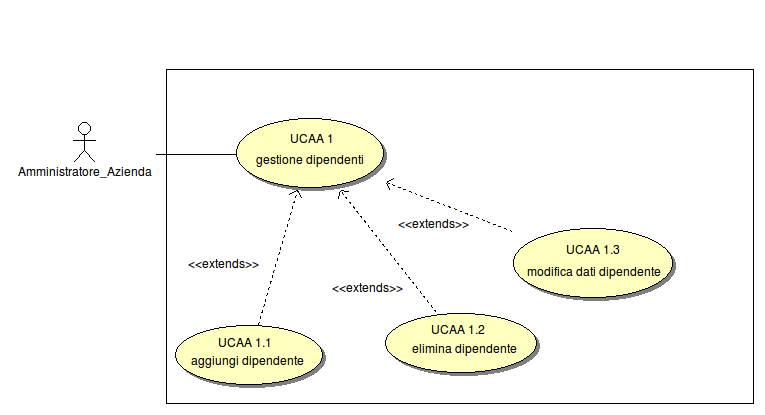 UCAA 1
gestione dipendenti
Amministratore_Azienda
<<extends>>
<<extends>>
<<extends>>
UCAA 1.3
modifica dati dipendente
UCAA 1.1
aggiungi dipendente
UCAA 1.2
elimina dipendente